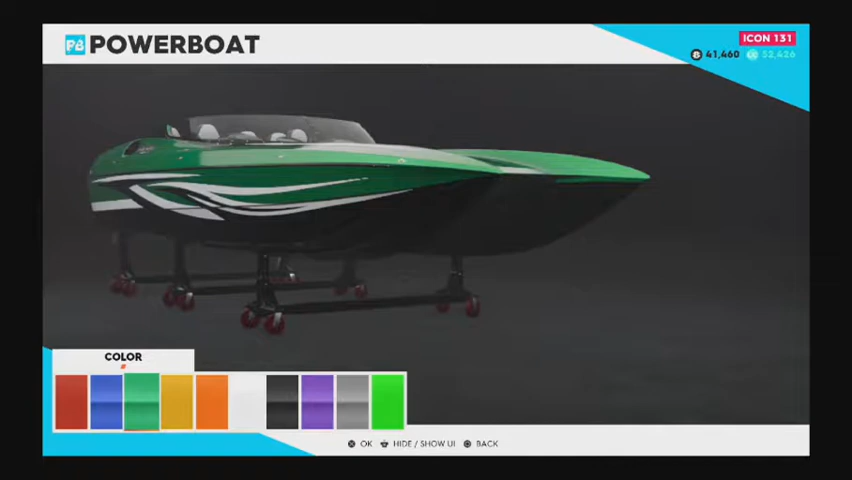 PB POWERBOAT
ICON 131
41,460 52,426
COLOR
OK HIDE / SHOW UI BACK